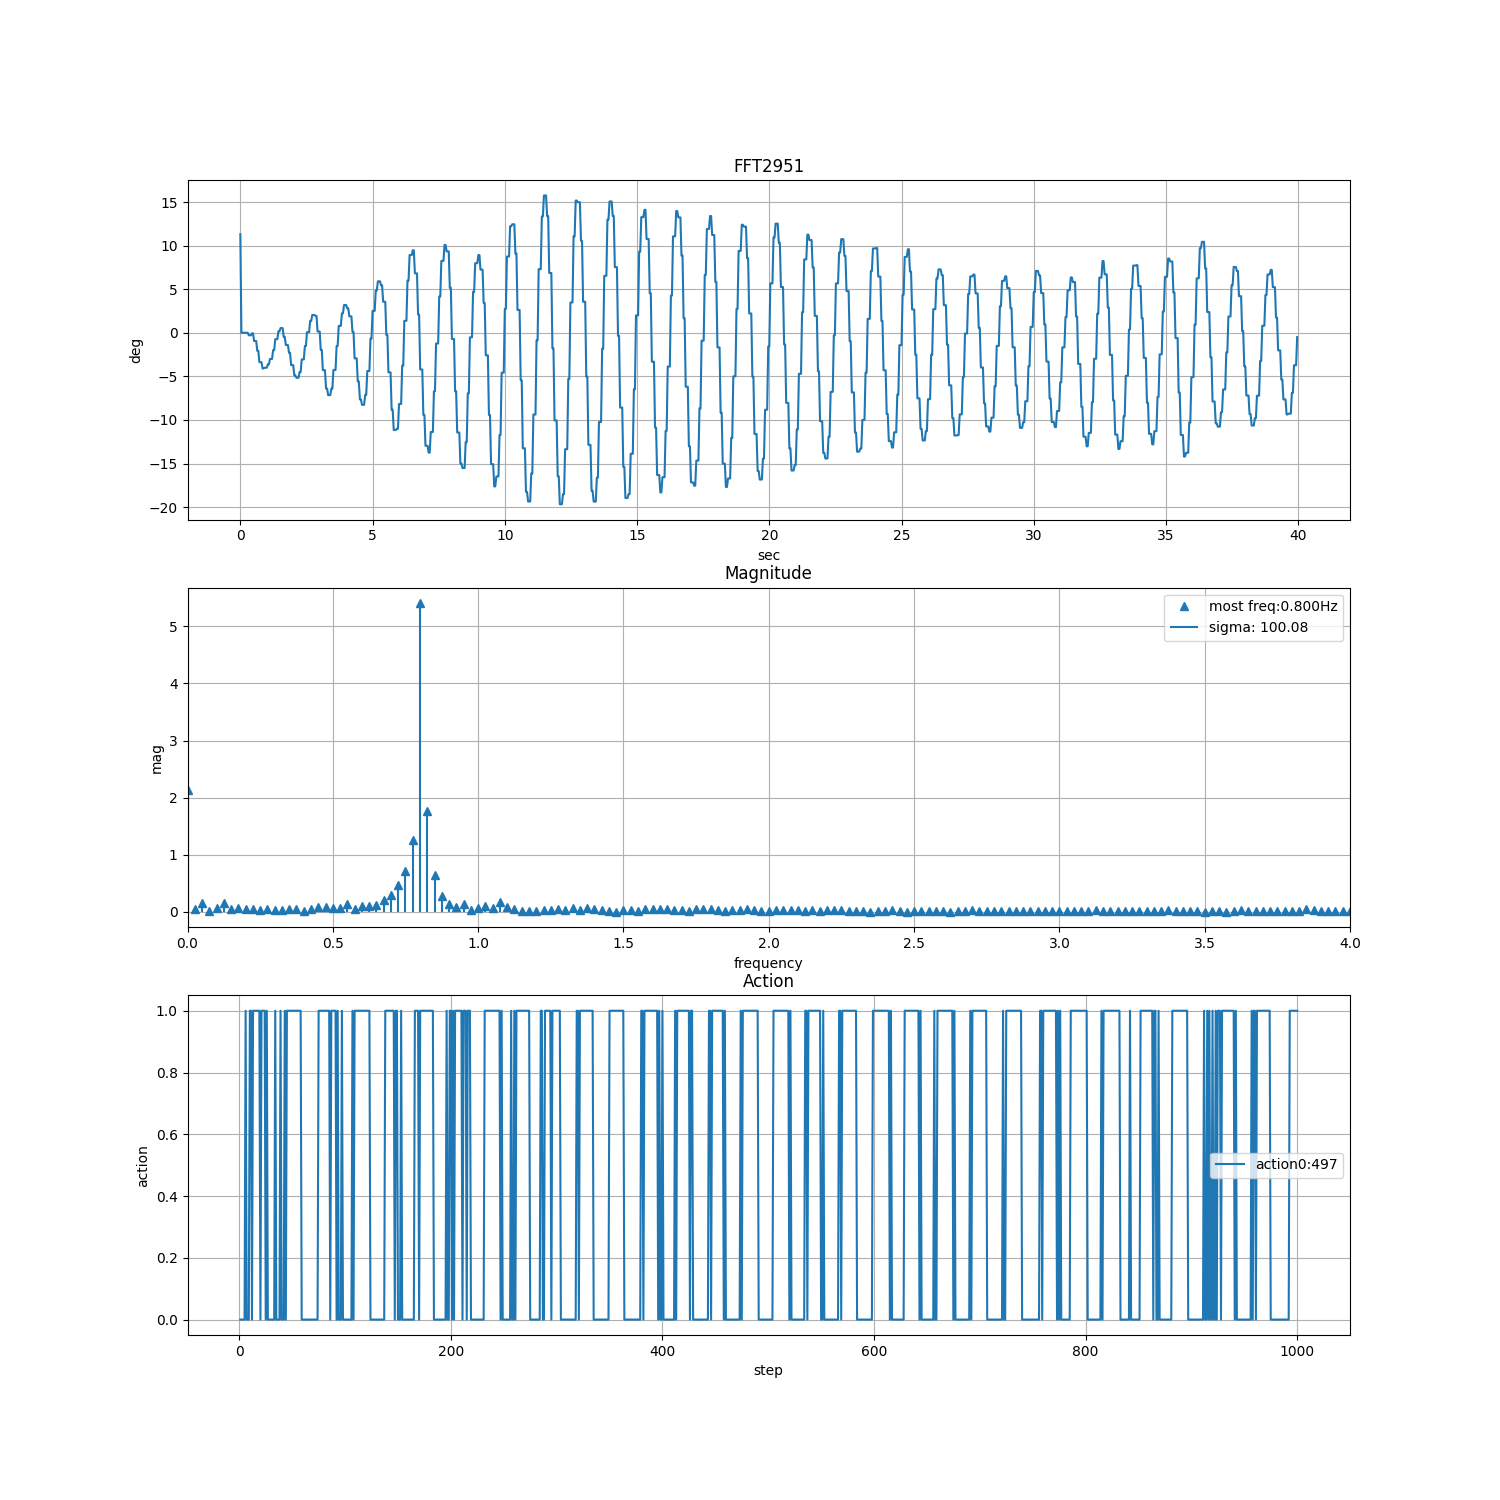 FFT2951
15
10
5
0
−5
−10
−15
−20
deg
0 5 10 15 20 25 30 35 40
sec
Magnitude
most freq:0.800Hz
sigma: 100.08
5
4
3
2
1
0
mag
0.0 0.5 1.0 1.5 2.0 2.5 3.0 3.5 4.0
frequency
Action
1.0
0.8
0.6
0.4
0.2
0.0
action
action0:497
0 200 400 600 800 1000
step